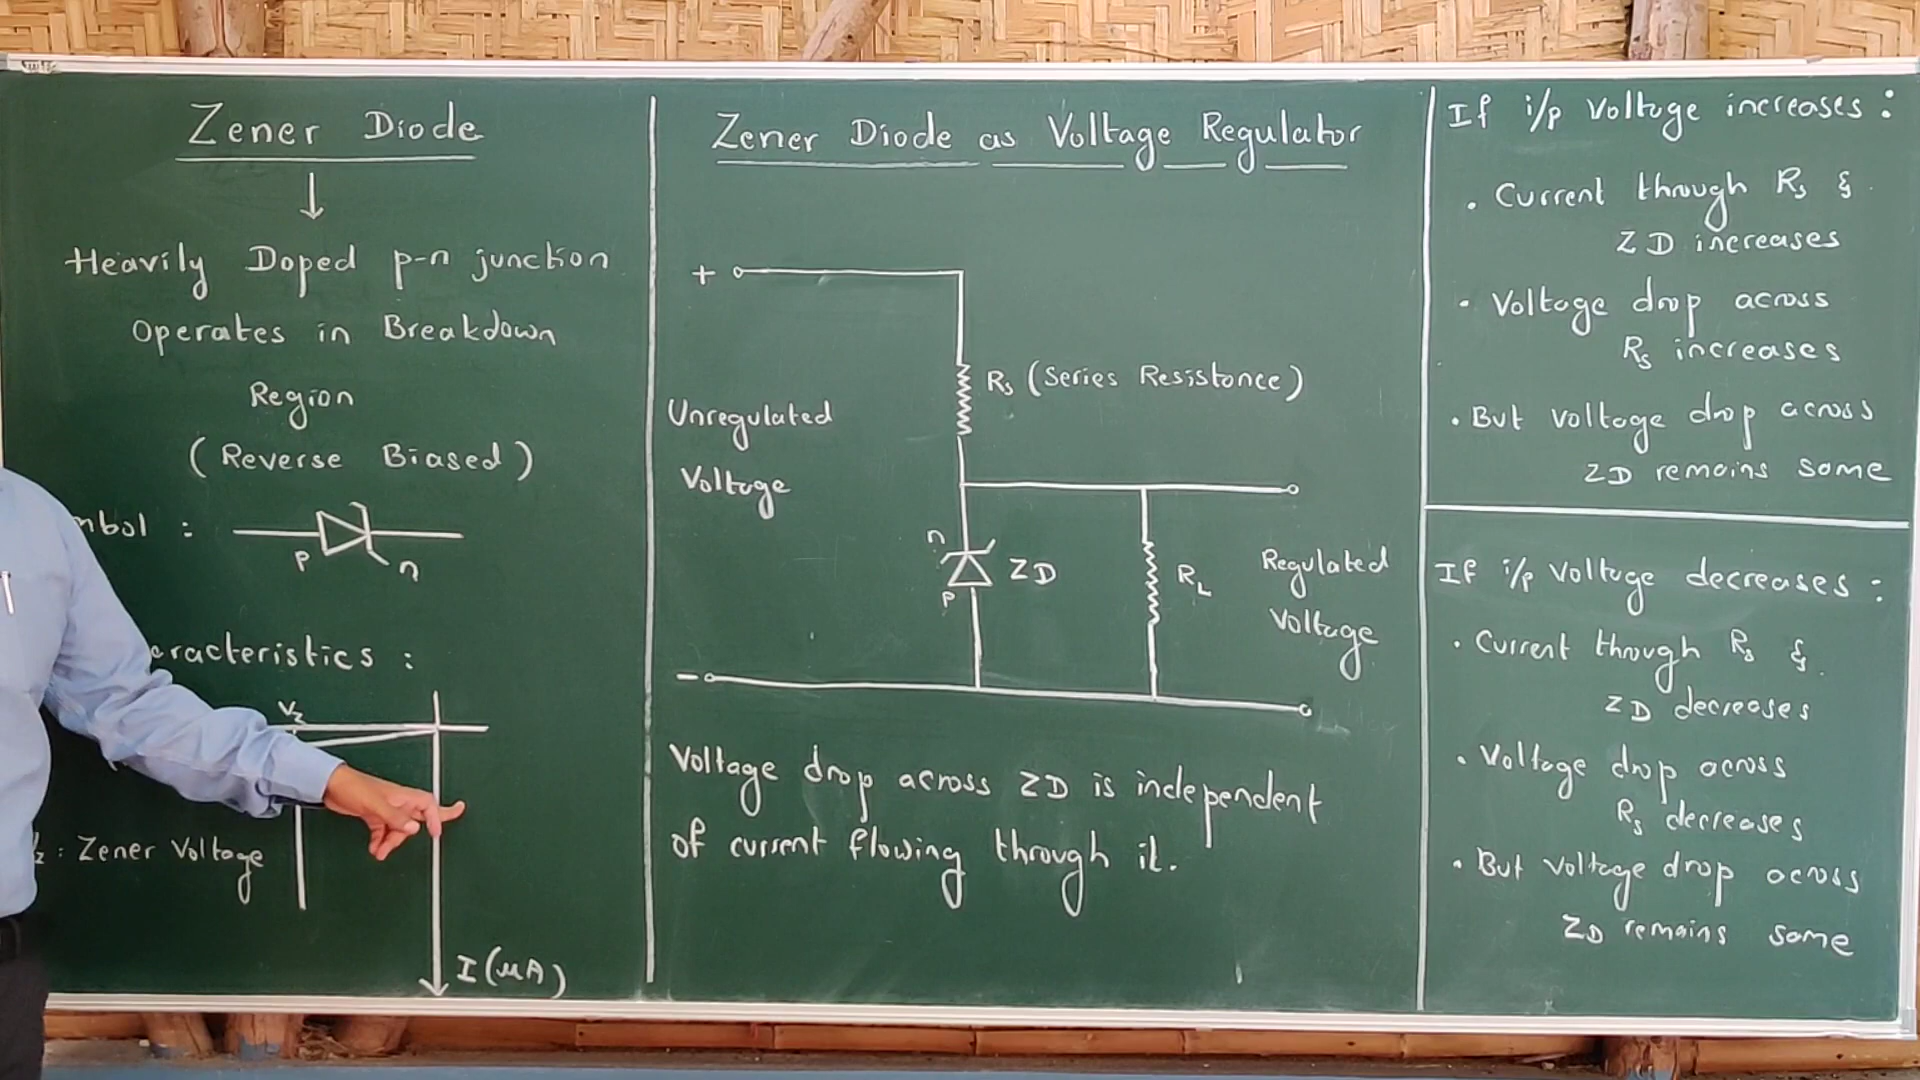 Zener Diode
Heavily Doped p-n junction
Operates in Breakdown
Region
(Reverse Biased)
mbol :
P
n
aracteristics :
Vz
z : Zener Voltage
I (μA)
Zener Diode as Voltage Regulator
+
Rs (Series Resistance)
Unregulated
Voltage
n
ZD
P
RL
Regulated
Voltage
−
Voltage drop across ZD is independent
of current flowing through it.
If i/p Voltage increases :
• Current through Rs &
ZD increases
• Voltage drop across
Rs increases
• But voltage drop across
ZD remains same
If i/p Voltage decreases :
• Current through Rs &
ZD decreases
• Voltage drop across
Rs decreases
• But voltage drop across
ZD remains same